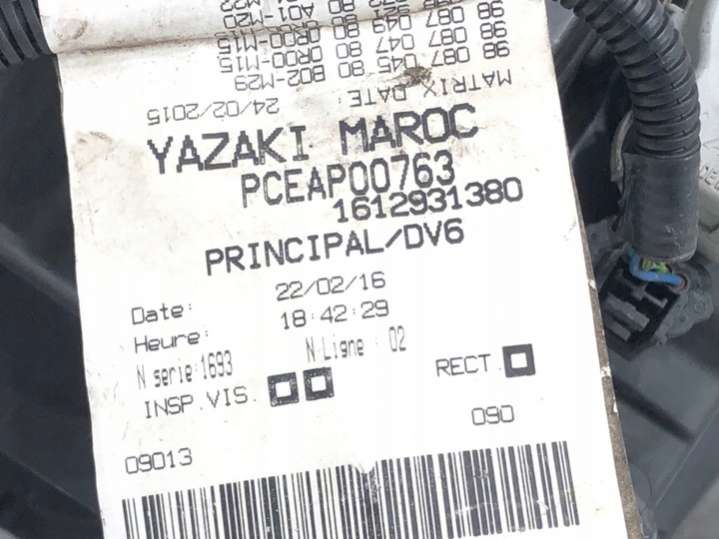 98 087 049 80 0R00-M15
98 087 047 80 0R00-M15
98 087 045 80 B02-M29
MATRIX DATE: 24/02/2015
YAZAKI MAROC
PCEAP00763
1612931380
PRINCIPAL/DV6
Date: 22/02/16
Heure: 18:42:29
N serie:1693 N Ligne : 02
INSP.VIS. RECT.
090
09013